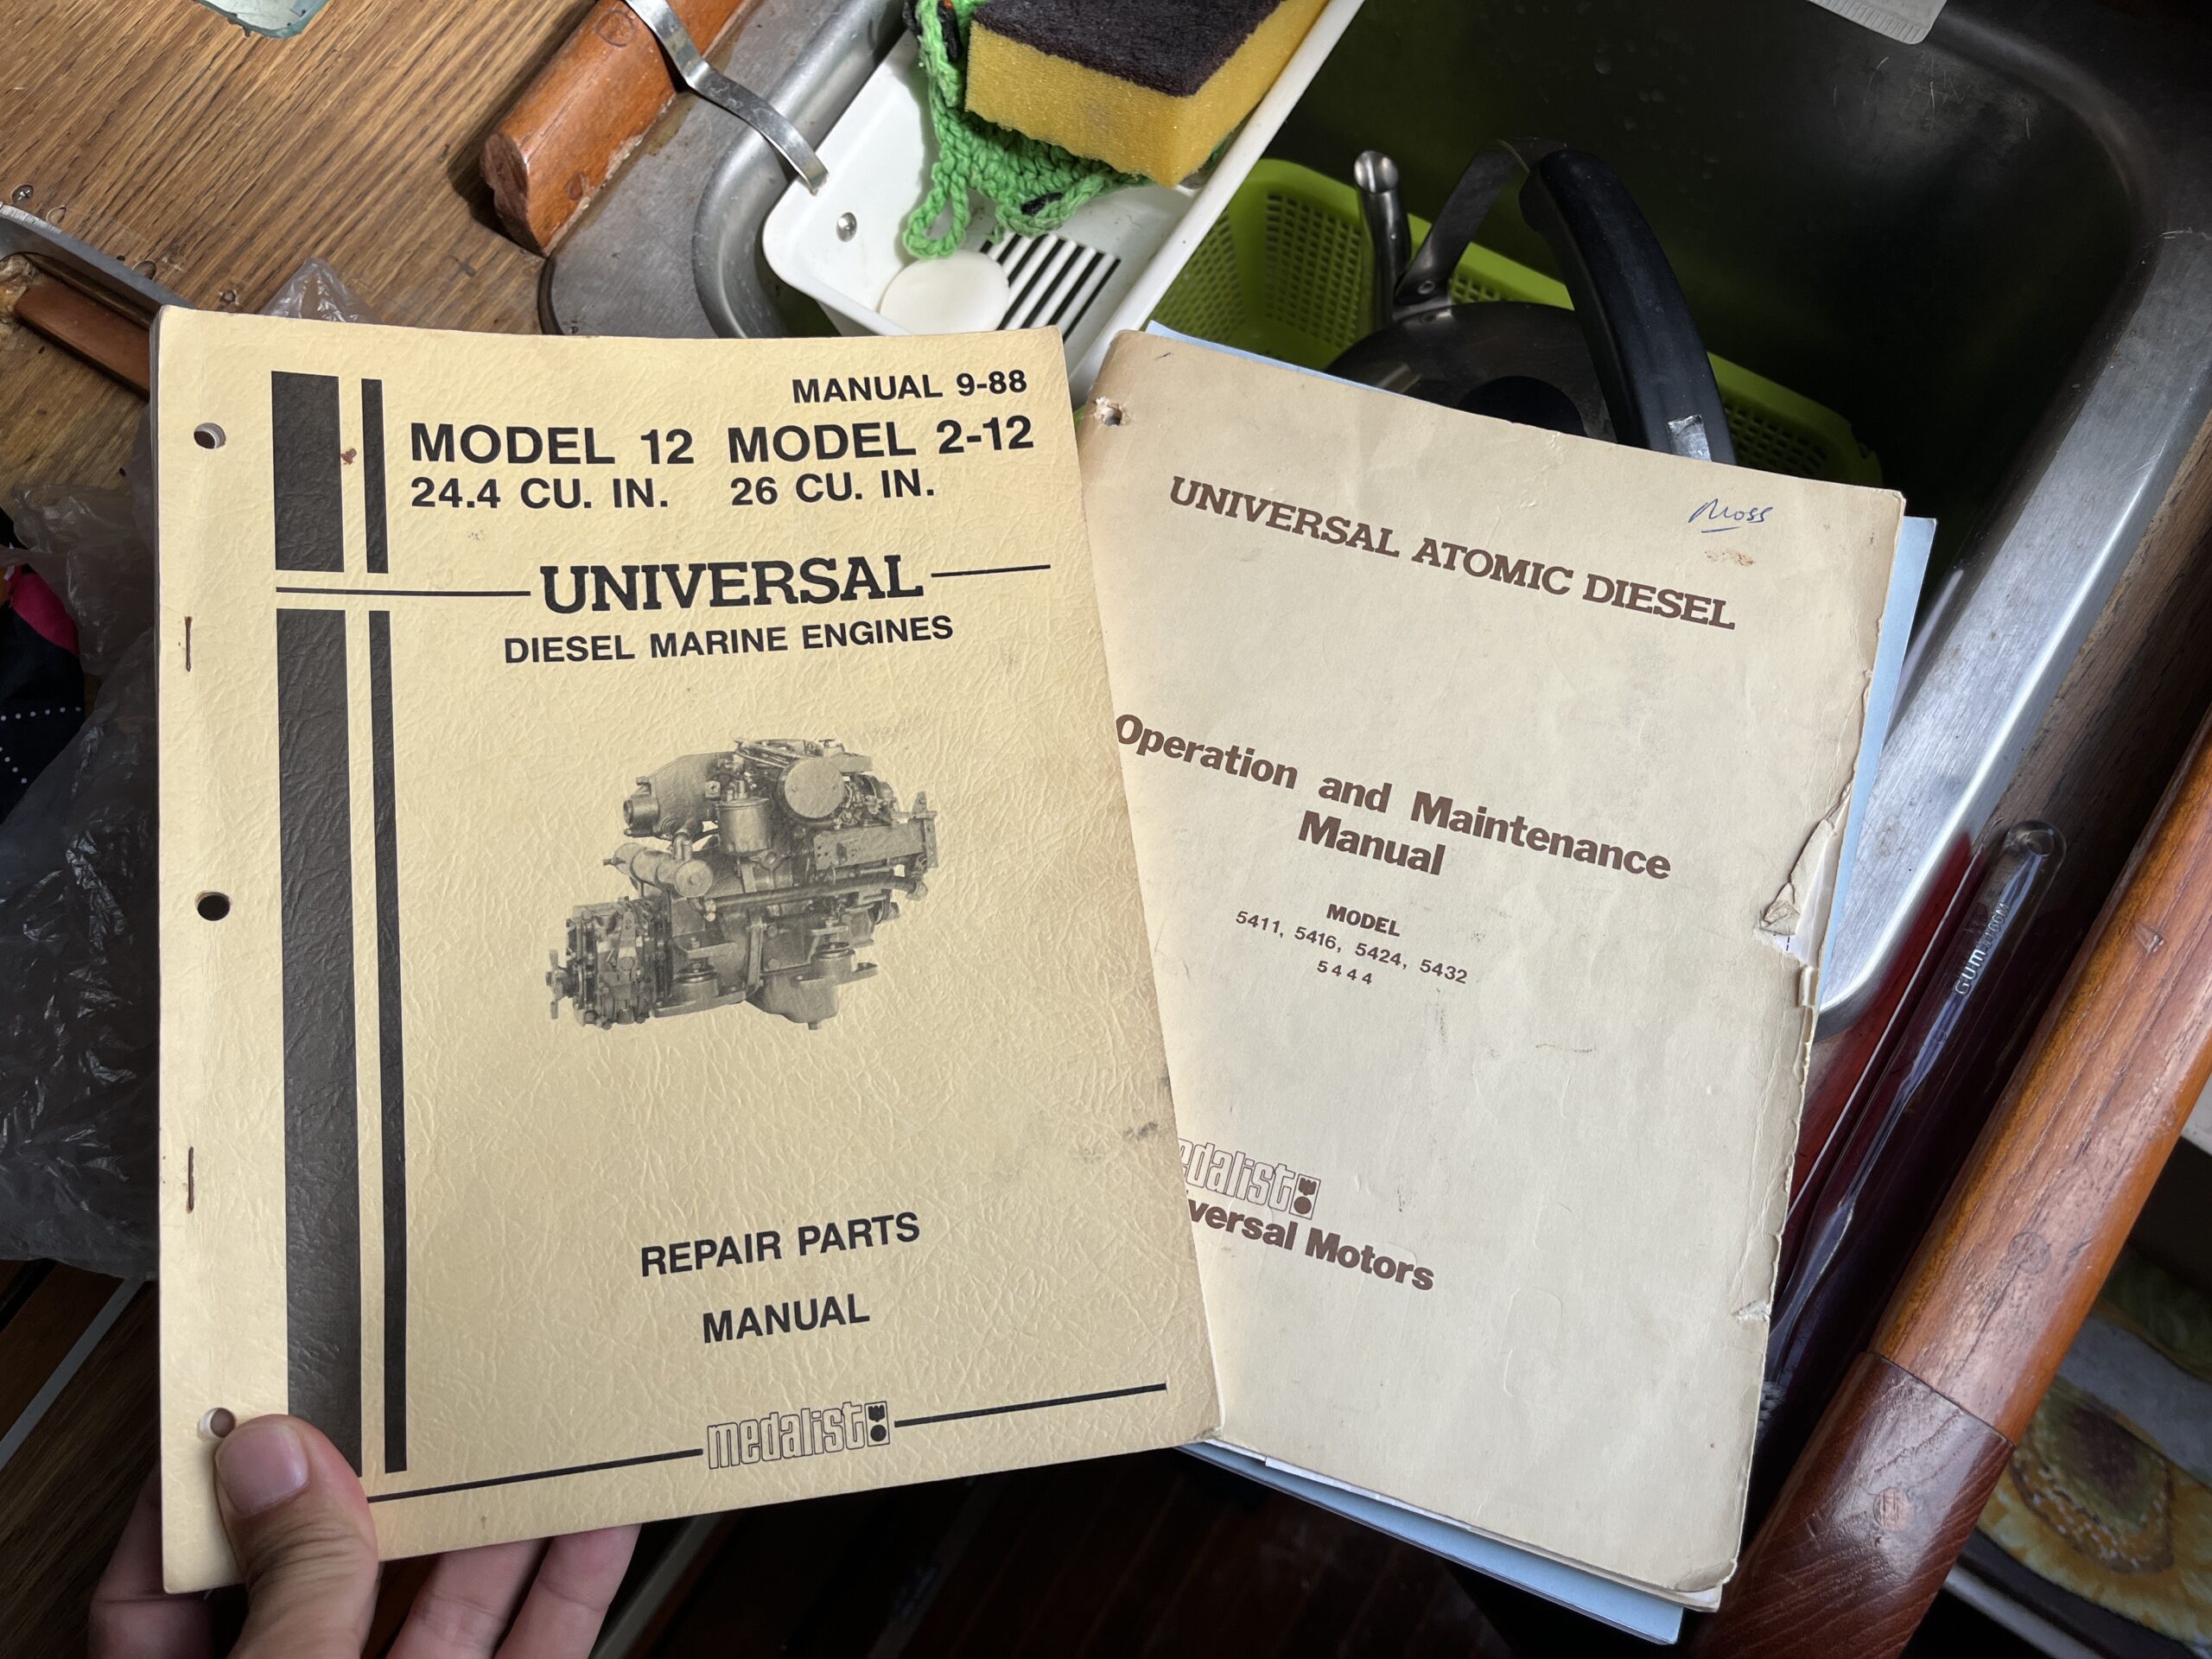 MANUAL 9-88
MODEL 12 MODEL 2-12
24.4 CU. IN. 26 CU. IN.
UNIVERSAL
DIESEL MARINE ENGINES
REPAIR PARTS
MANUAL
medalist
Moss
UNIVERSAL ATOMIC DIESEL
Operation and Maintenance
Manual
MODEL
5411, 5416, 5424, 5432
5444
edalist
versal Motors
GUM